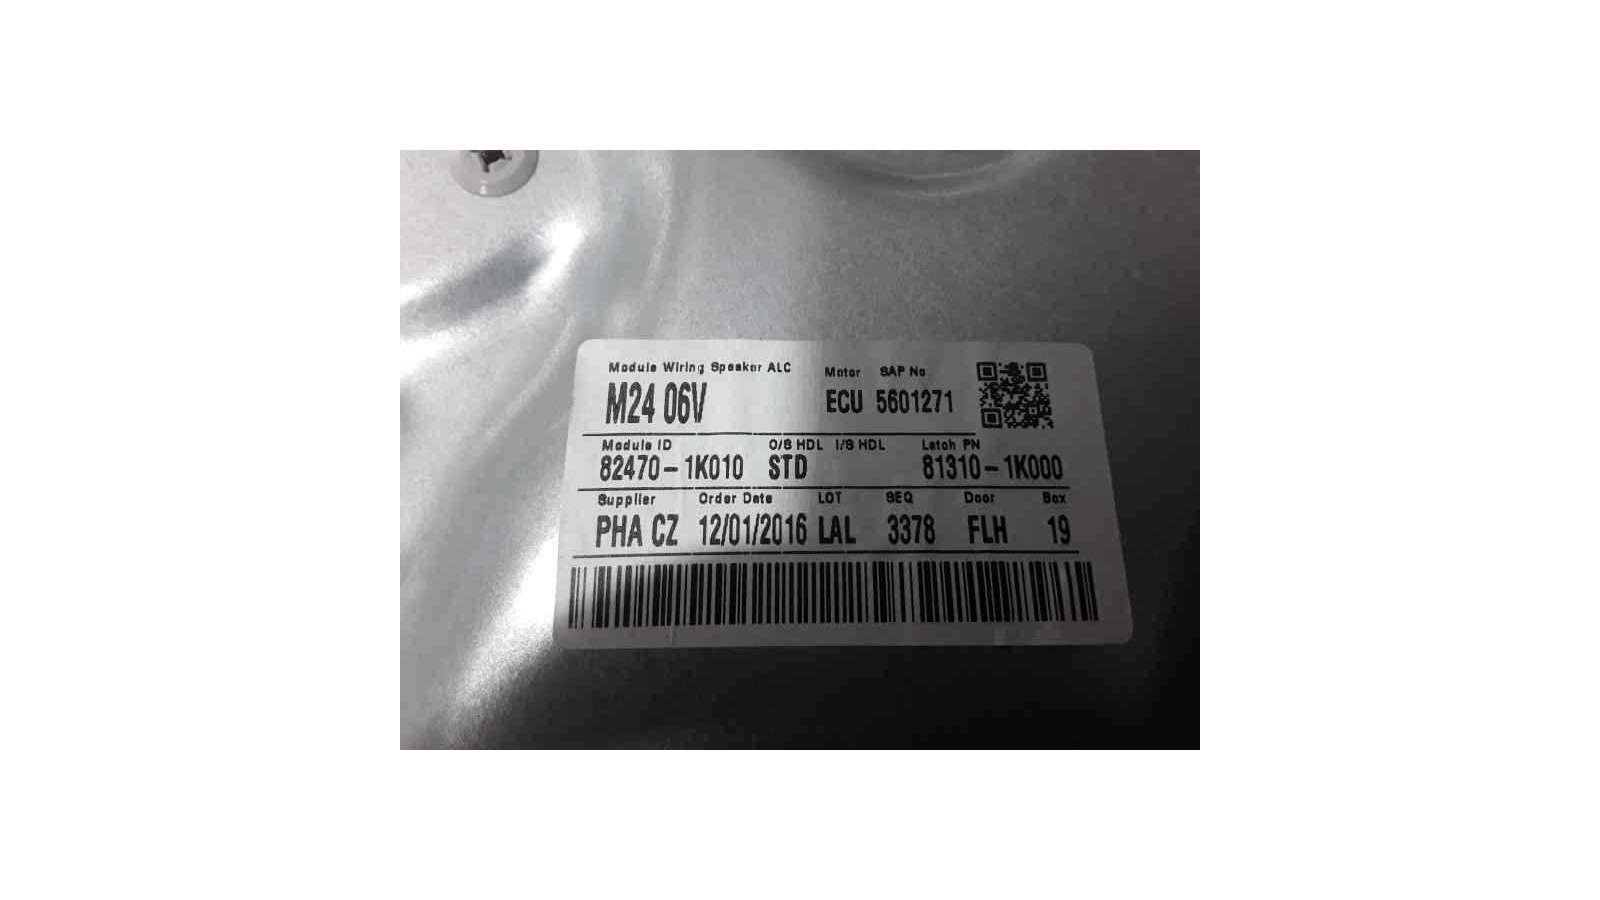 Module Wiring Speaker ALC Motor SAP No
M24 06V ECU 5601271
Module ID O/S HDL I/S HDL Latch PN
82470-1K010 STD 81310-1K000
Supplier Order Date LOT SEQ Door Box
PHA CZ 12/01/2016 LAL 3378 FLH 19